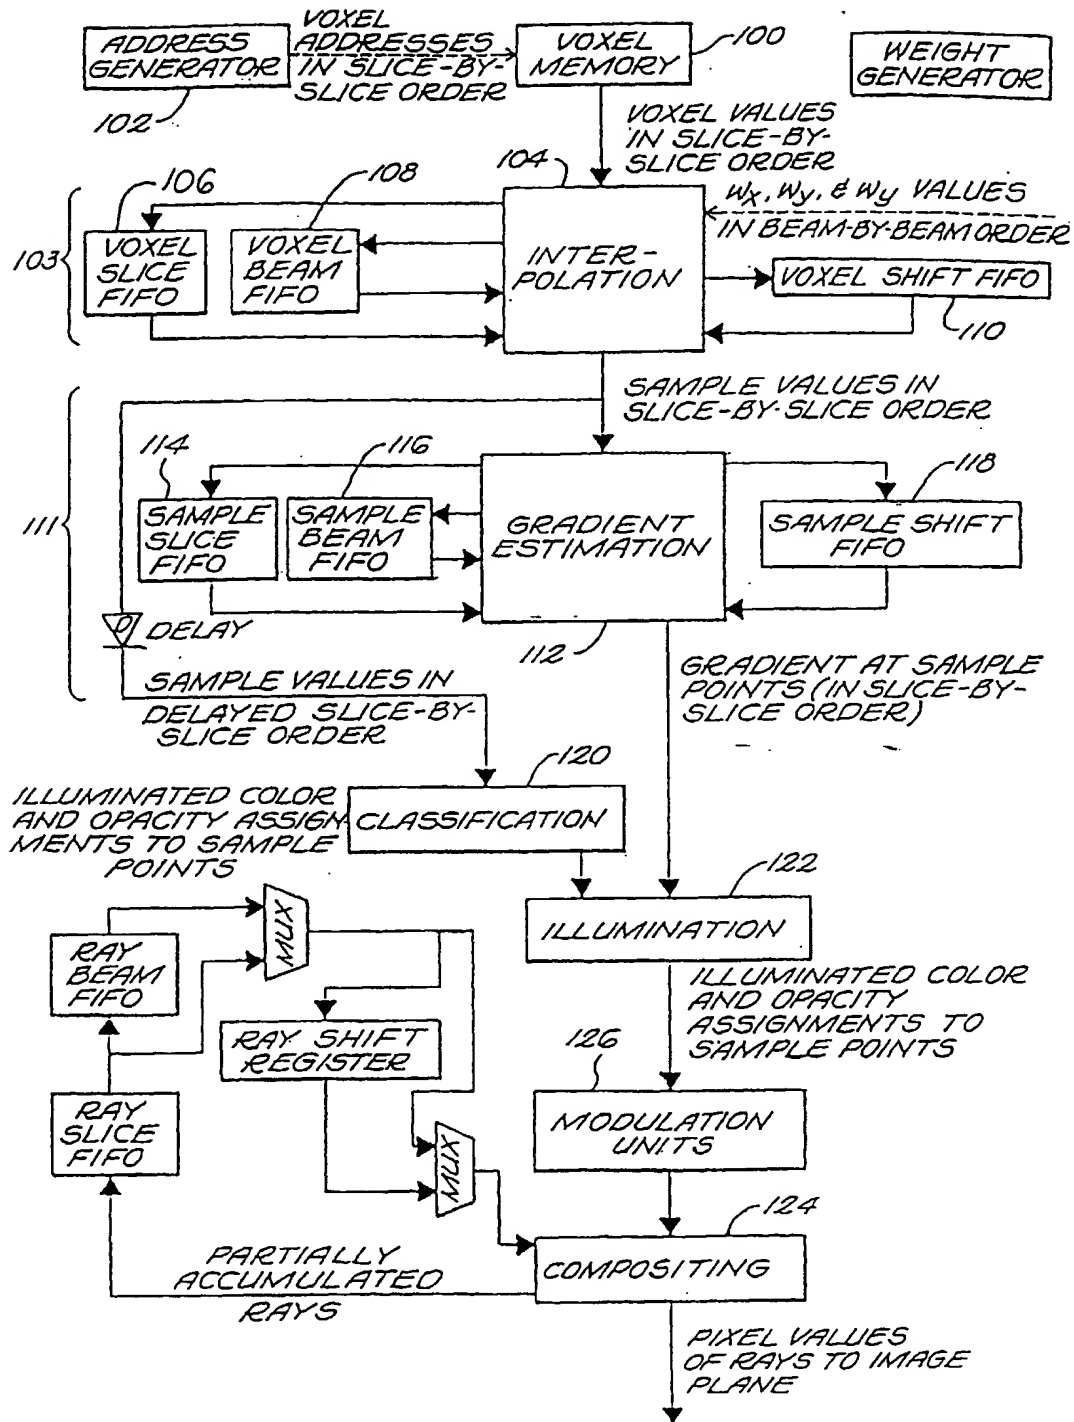 ADDRESS
GENERATOR
102
VOXEL
ADDRESSES
IN SLICE-BY-
SLICE ORDER
VOXEL
MEMORY
100
WEIGHT
GENERATOR
VOXEL VALUES
IN SLICE-BY-
SLICE ORDER
104
106
108
103
VOXEL
SLICE
FIFO
VOXEL
BEAM
FIFO
INTER-
POLATION
Wx, Wy, & Wy VALUES
IN BEAM-BY-BEAM ORDER
VOXEL SHIFT FIFO
110
SAMPLE VALUES IN
SLICE-BY-SLICE ORDER
111
114
116
118
SAMPLE
SLICE
FIFO
SAMPLE
BEAM
FIFO
GRADIENT
ESTIMATION
SAMPLE SHIFT
FIFO
D
DELAY
112
SAMPLE VALUES IN
DELAYED SLICE-BY-
SLICE ORDER
GRADIENT AT SAMPLE
POINTS (IN SLICE-BY-
SLICE ORDER)
120
ILLUMINATED COLOR
AND OPACITY ASSIGN-
MENTS TO SAMPLE
POINTS
CLASSIFICATION
122
MUX
ILLUMINATION
RAY
BEAM
FIFO
ILLUMINATED COLOR
AND OPACITY
ASSIGNMENTS TO
SAMPLE POINTS
RAY SHIFT
REGISTER
126
RAY
SLICE
FIFO
MUX
MODULATION
UNITS
124
PARTIALLY
ACCUMULATED
RAYS
COMPOSITING
PIXEL VALUES
OF RAYS TO IMAGE
PLANE